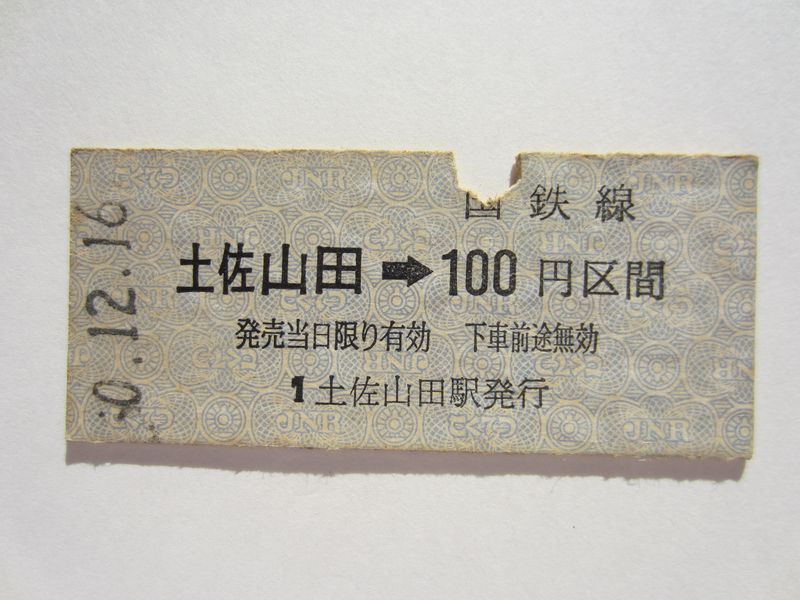 国鉄線
土佐山田➡100円区間
発売当日限り有効 下車前途無効
1土佐山田駅発行
0.12.16